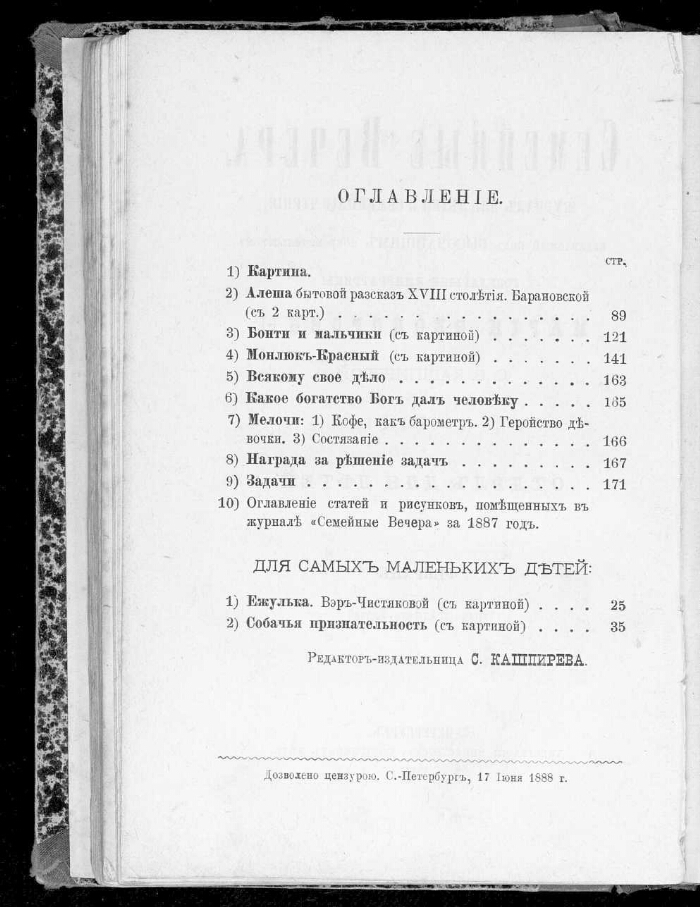 ОГЛАВЛЕНІЕ.
СТР.
1) Картина.
2) Алеша бытовой разсказъ XVIII столѣтія. Барановской
(съ 2 карт.) . . . . . . . . . . . . . . . 89
3) Бонти и мальчики (съ картиной) . . . . . . . 121
4) Монлюкъ-Красный (съ картиной) . . . . . . . 141
5) Всякому свое дѣло . . . . . . . . . . . . . 163
6) Какое богатство Богъ далъ человѣку . . . . . 165
7) Мелочи: 1) Кофе, какъ барометръ. 2) Геройство дѣ-
вочки. 3) Состязаніе . . . . . . . . . . . . . 166
8) Награда за рѣшеніе задачъ . . . . . . . . . 167
9) Задачи . . . . . . . . . . . . . . . . . 171
10) Оглавленіе статей и рисунковъ, помѣщенныхъ въ
журналѣ «Семейные Вечера» за 1887 годъ.
ДЛЯ САМЫХЪ МАЛЕНЬКИХЪ ДѢТЕЙ:
1) Ежулька. Вэръ-Чистяковой (съ картиной) . . . . 25
2) Собачья признательность (съ картиной) . . . . 35
Редакторъ-издательница С. КАШПИРЕВА.
Дозволено цензурою. С.-Петербургъ, 17 Іюня 1888 г.